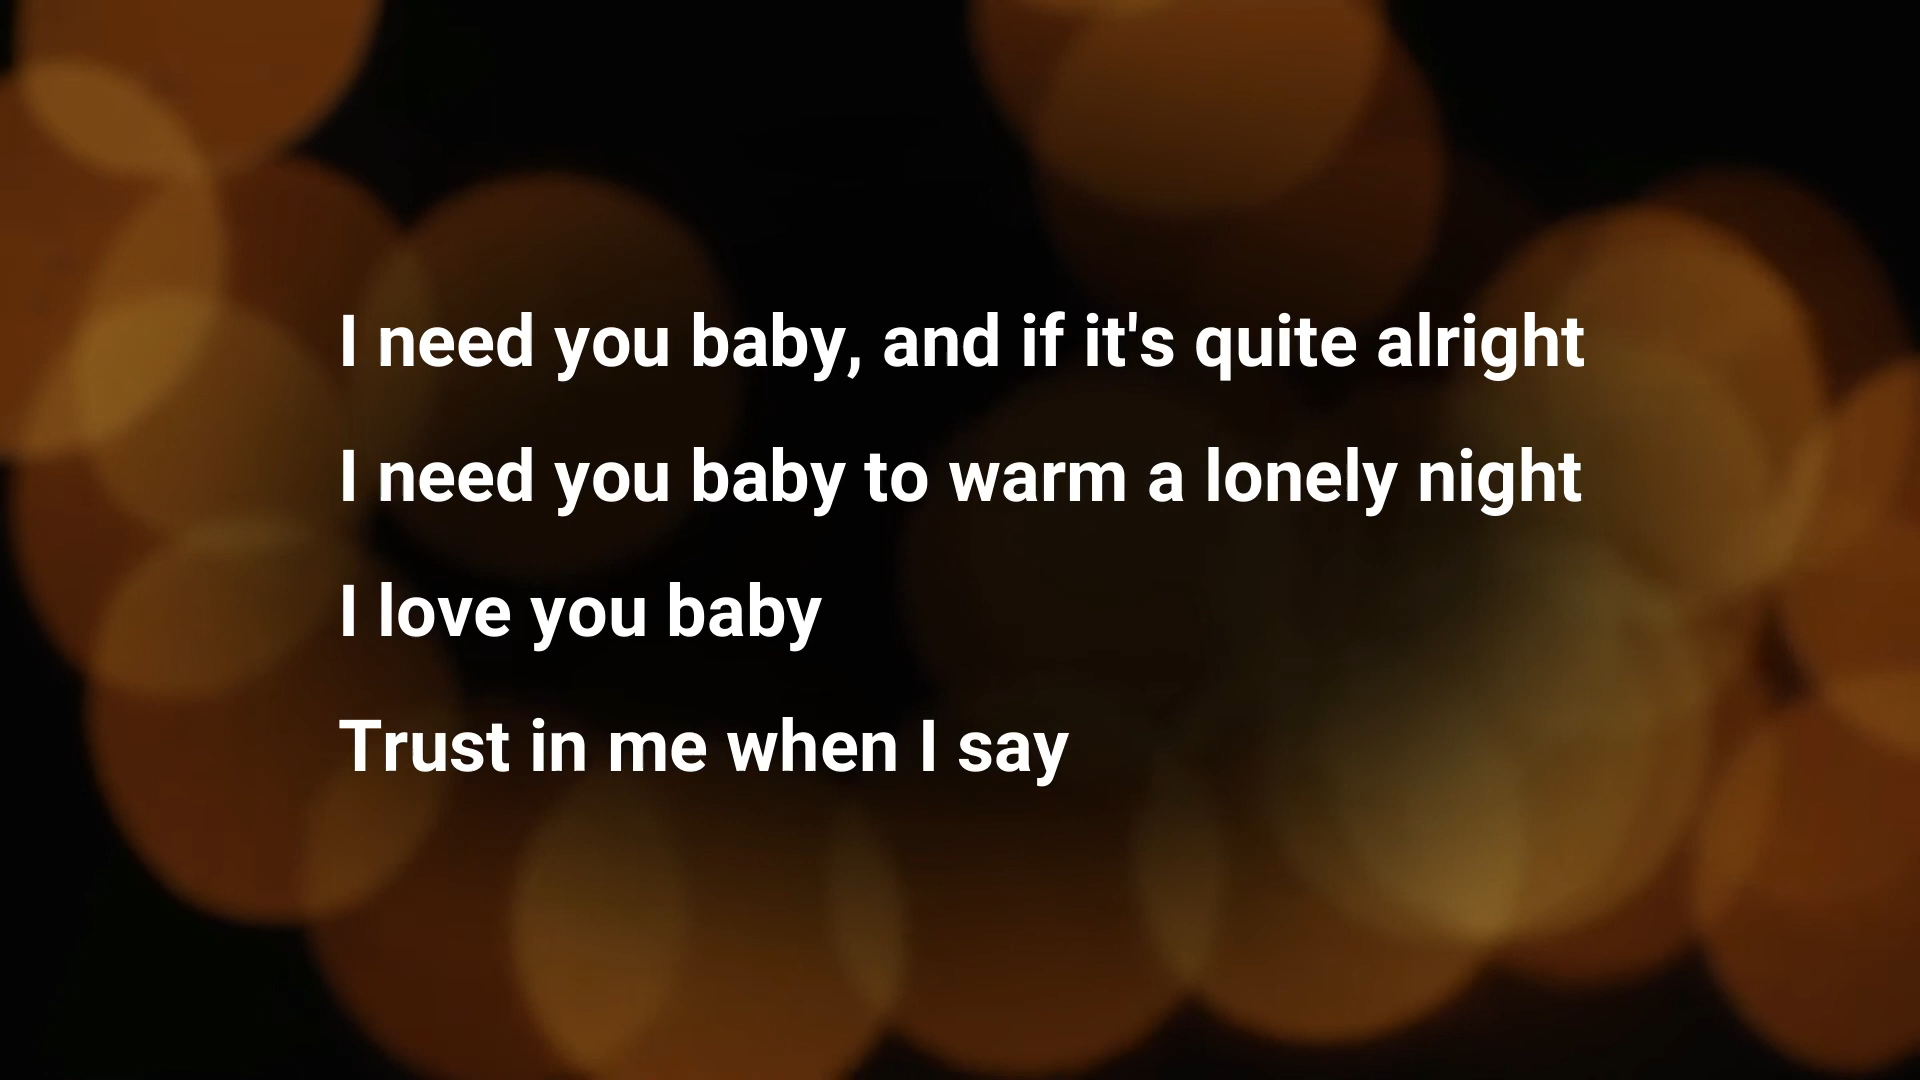 I need you baby, and if it's quite alright
I need you baby to warm a lonely night
I love you baby
Trust in me when I say